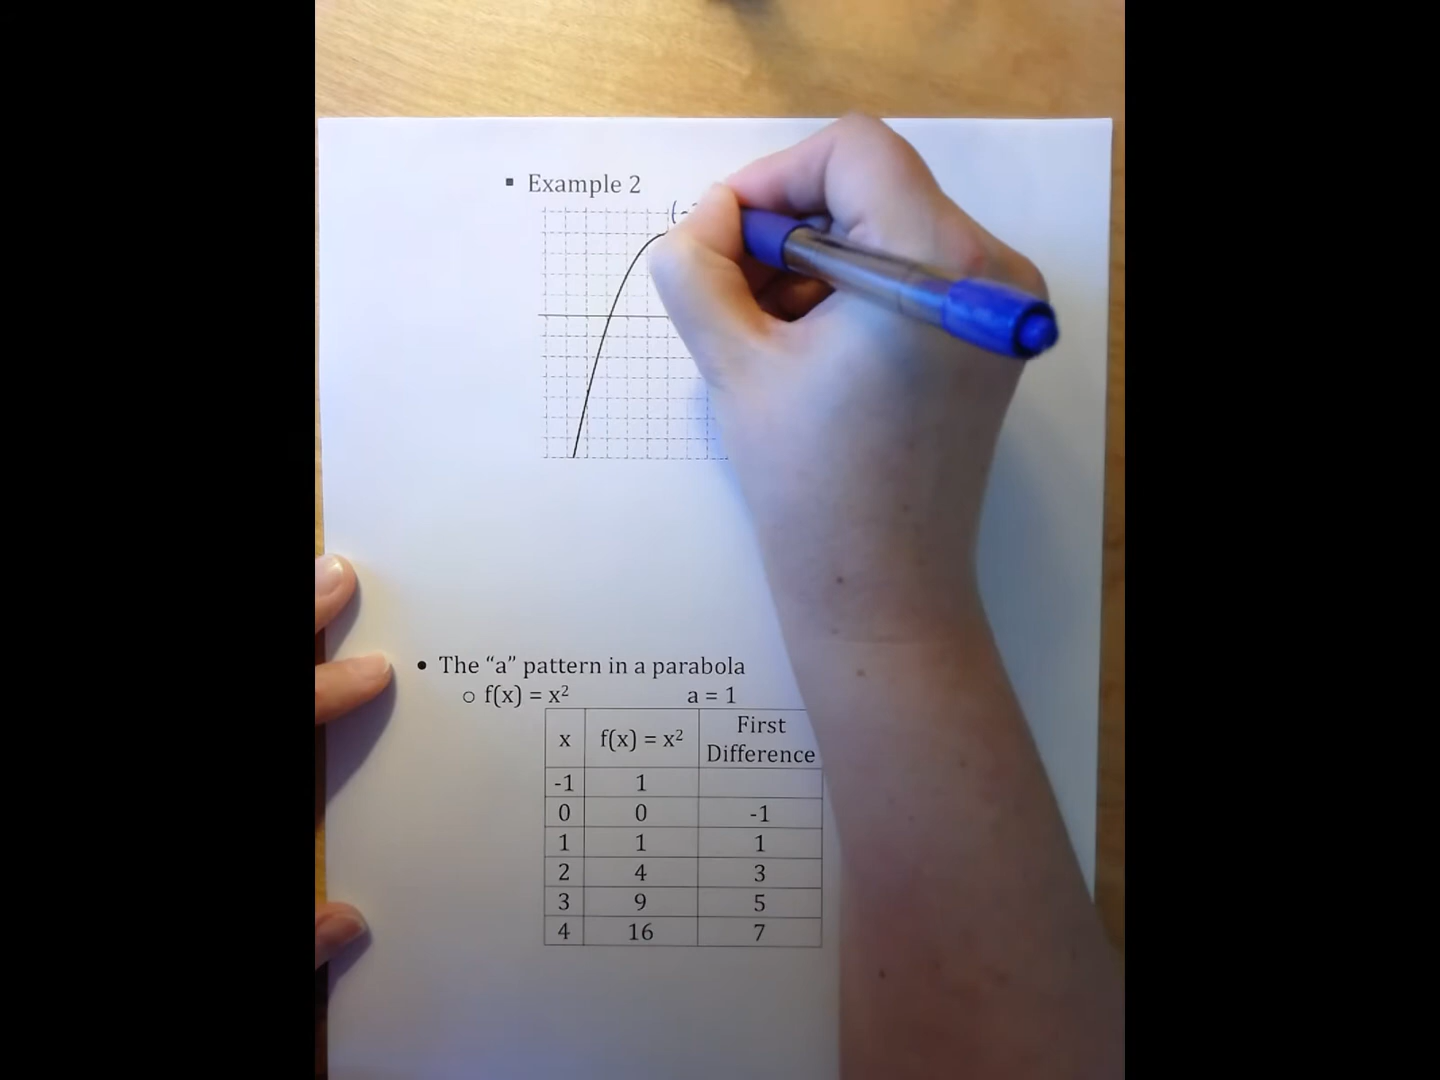 ▪ Example 2
• The “a” pattern in a parabola
○ f(x) = x² a = 1
x f(x) = x² First Difference
-1 1
0 0 -1
1 1 1
2 4 3
3 9 5
4 16 7